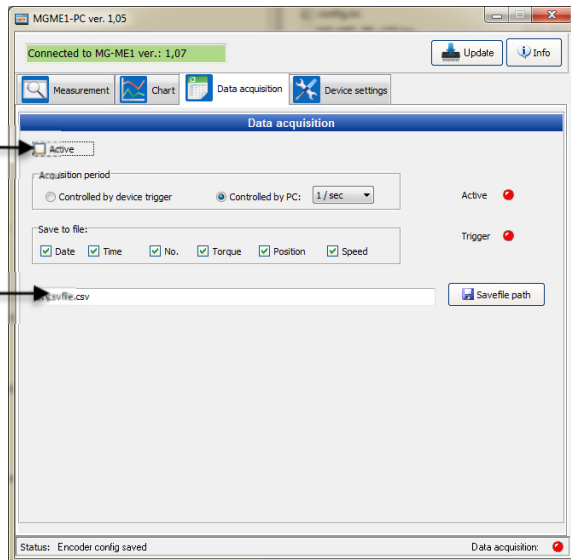 MGME1-PC ver. 1,05
Connected to MG-ME1 ver.: 1,07
Update
Info
Measurement
Chart
Data acquisition
Device settings
Data acquisition
Active
Acquisition period
Controlled by device trigger
Controlled by PC:
1 / sec
Active
Save to file:
Trigger
Date
Time
No.
Torque
Position
Speed
Savefile path
Status: Encoder config saved
Data acquisition: